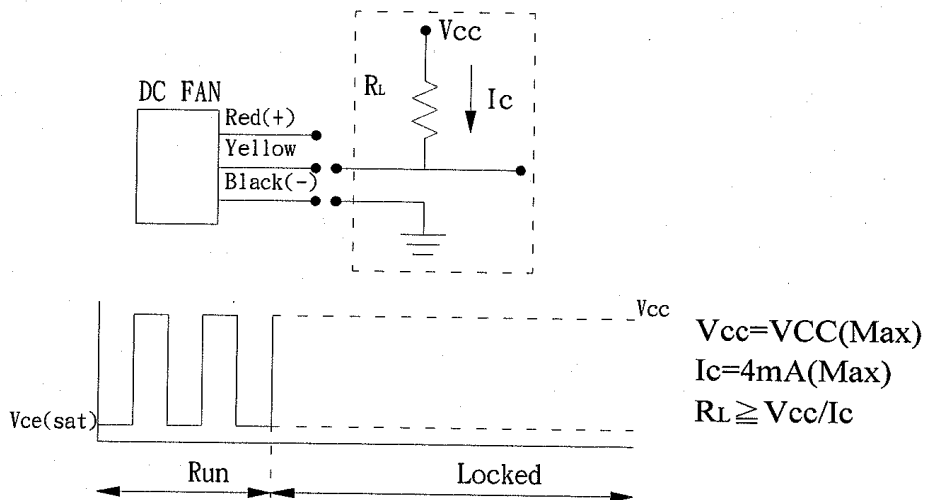 Vcc
RL
Ic
DC FAN
Red(+)
Yellow
Black(-)
Vcc
Vce(sat)
Run
Locked
Vcc=VCC(Max)
Ic=4mA(Max)
RL≧Vcc/Ic